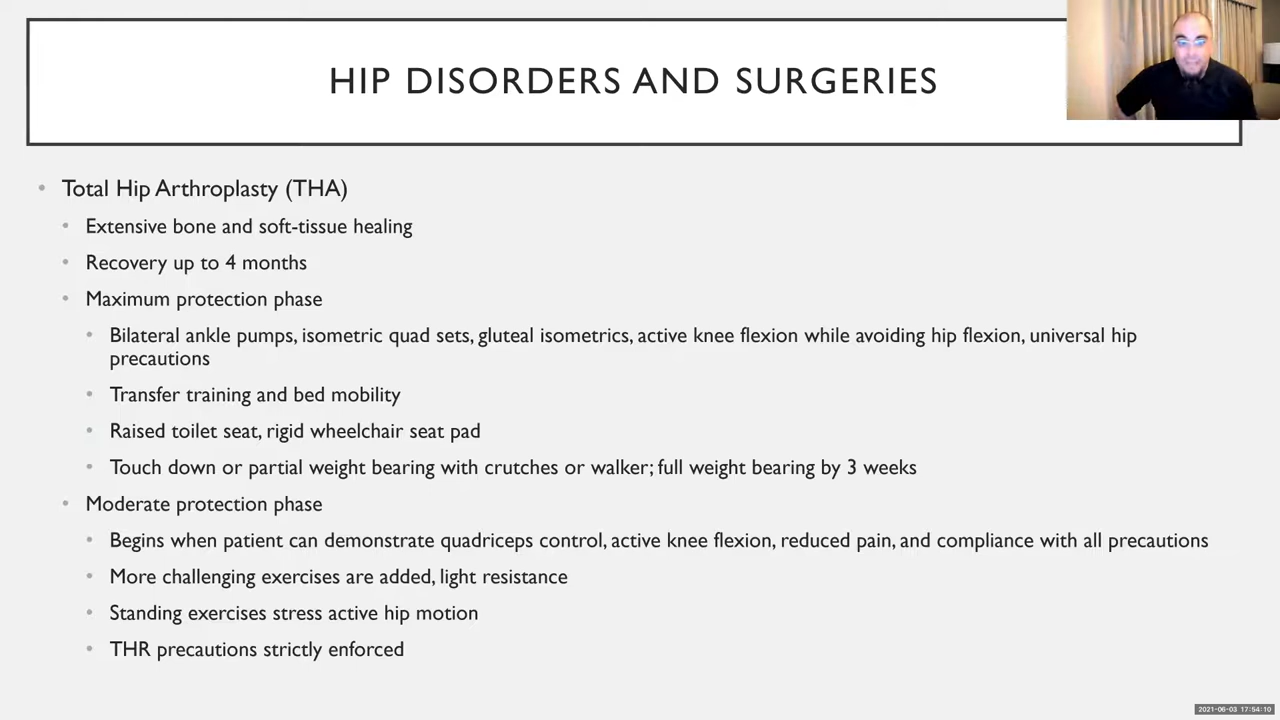 HIP DISORDERS AND SURGERIES
• Total Hip Arthroplasty (THA)
• Extensive bone and soft-tissue healing
• Recovery up to 4 months
• Maximum protection phase
• Bilateral ankle pumps, isometric quad sets, gluteal isometrics, active knee flexion while avoiding hip flexion, universal hip
precautions
• Transfer training and bed mobility
• Raised toilet seat, rigid wheelchair seat pad
• Touch down or partial weight bearing with crutches or walker; full weight bearing by 3 weeks
• Moderate protection phase
• Begins when patient can demonstrate quadriceps control, active knee flexion, reduced pain, and compliance with all precautions
• More challenging exercises are added, light resistance
• Standing exercises stress active hip motion
• THR precautions strictly enforced
2021-06-03 17:54:10